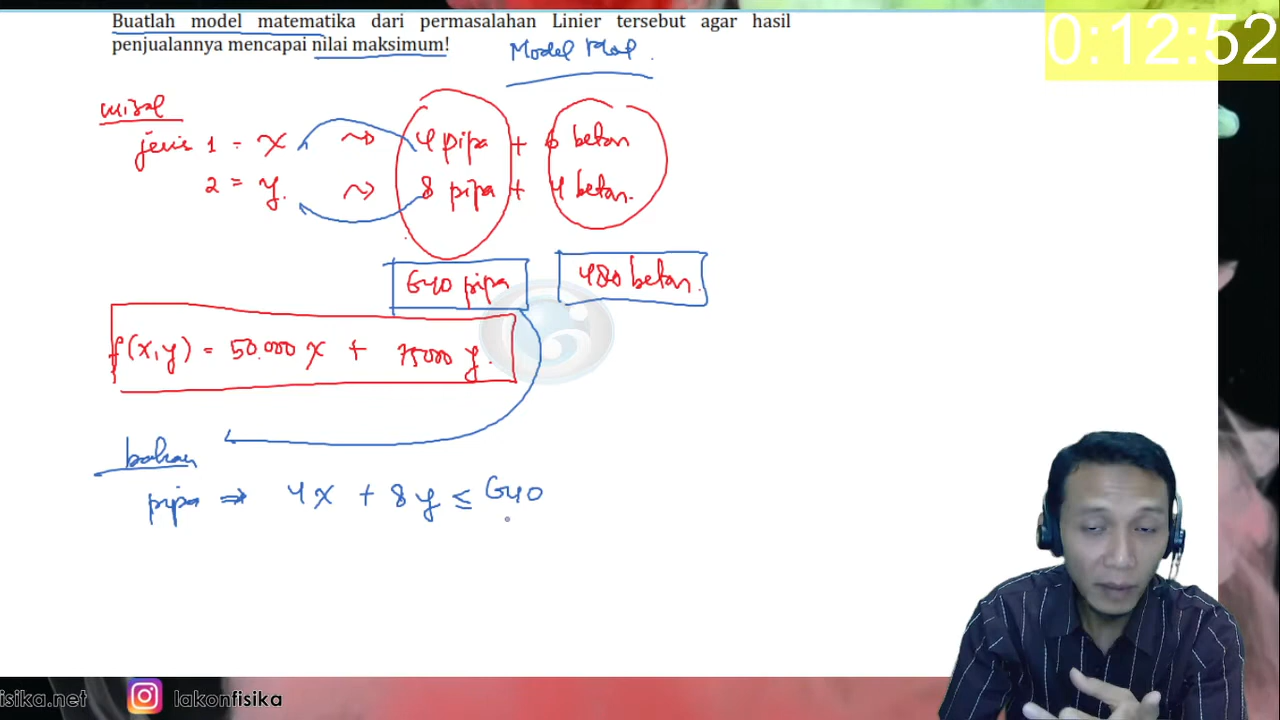 Buatlah model matematika dari permasalahan Linier tersebut agar hasil
penjualannya mencapai nilai maksimum!
0:12:52
Model Mat.
misal
jenis 1 = x ~> 4 pipa + 6 beton
2 = y. ~> 8 pipa + 4 beton.
640 pipa 480 beton.
f(x,y) = 50.000 x + 75000 y.
bahan
pipa ⇒ 4x + 8y ≤ 640
isika.net lakonfisika